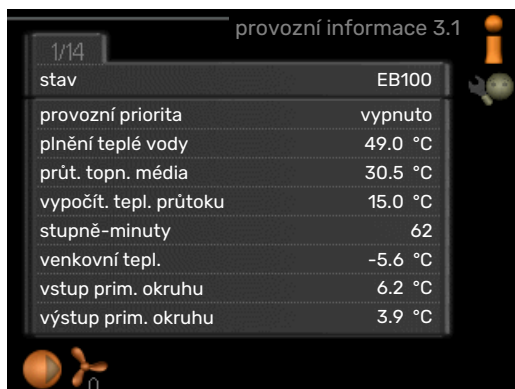 provozní informace 3.1
1/14
stav EB100
provozní priorita vypnuto
plnění teplé vody 49.0 °C
průt. topn. média 30.5 °C
vypočít. tepl. průtoku 15.0 °C
stupně-minuty 62
venkovní tepl. -5.6 °C
vstup prim. okruhu 6.2 °C
výstup prim. okruhu 3.9 °C